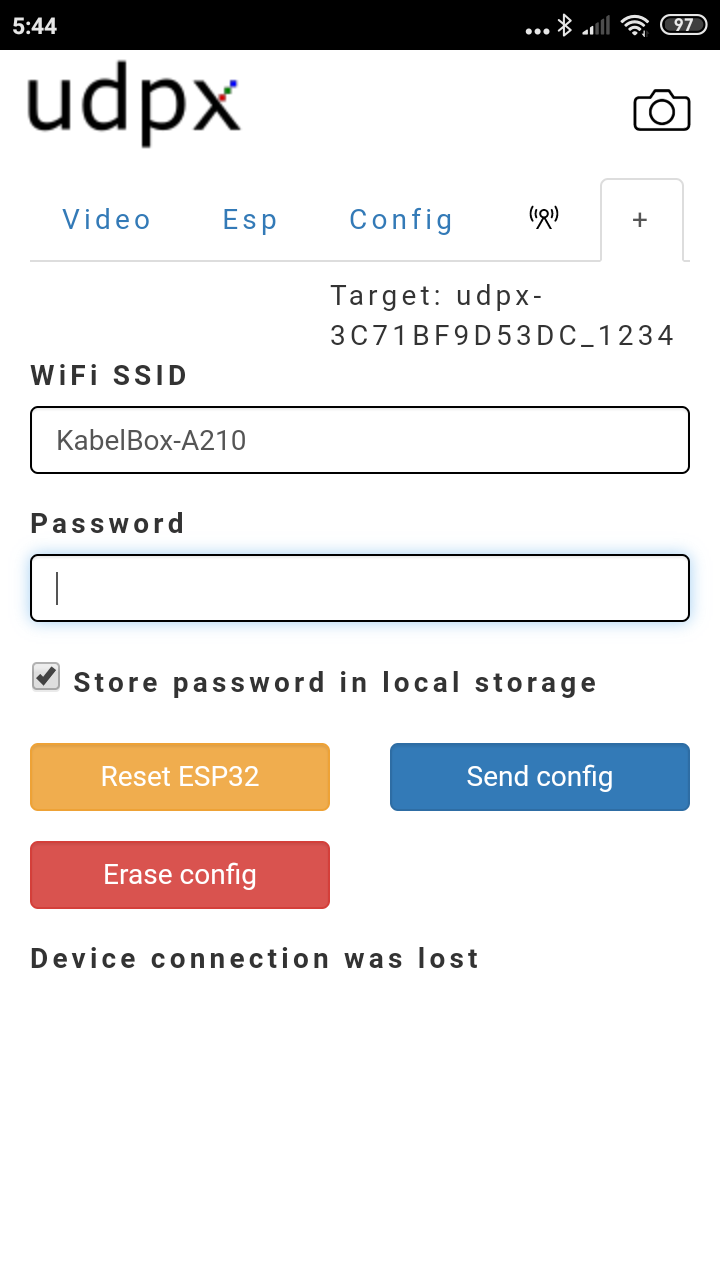 5:44
97
udpx
Video Esp Config +
Target: udpx-
3C71BF9D53DC_1234
WiFi SSID
KabelBox-A210
Password
Store password in local storage
Reset ESP32 Send config
Erase config
Device connection was lost